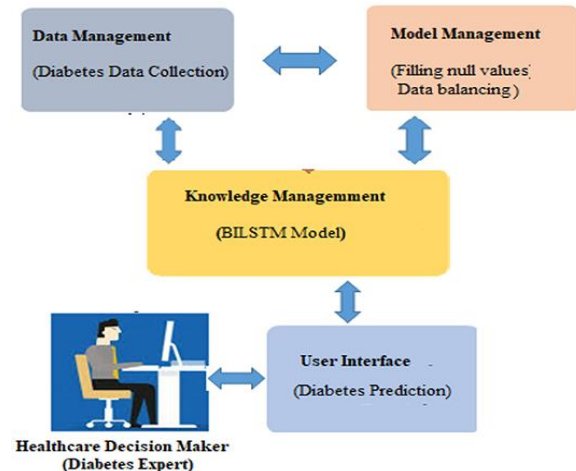 Data Management
(Diabetes Data Collection)
Model Management
(Filling null values
Data balancing )
Knowledge Managemment
(BILSTM Model)
User Interface
(Diabetes Prediction)
Healthcare Decision Maker
(Diabetes Expert)